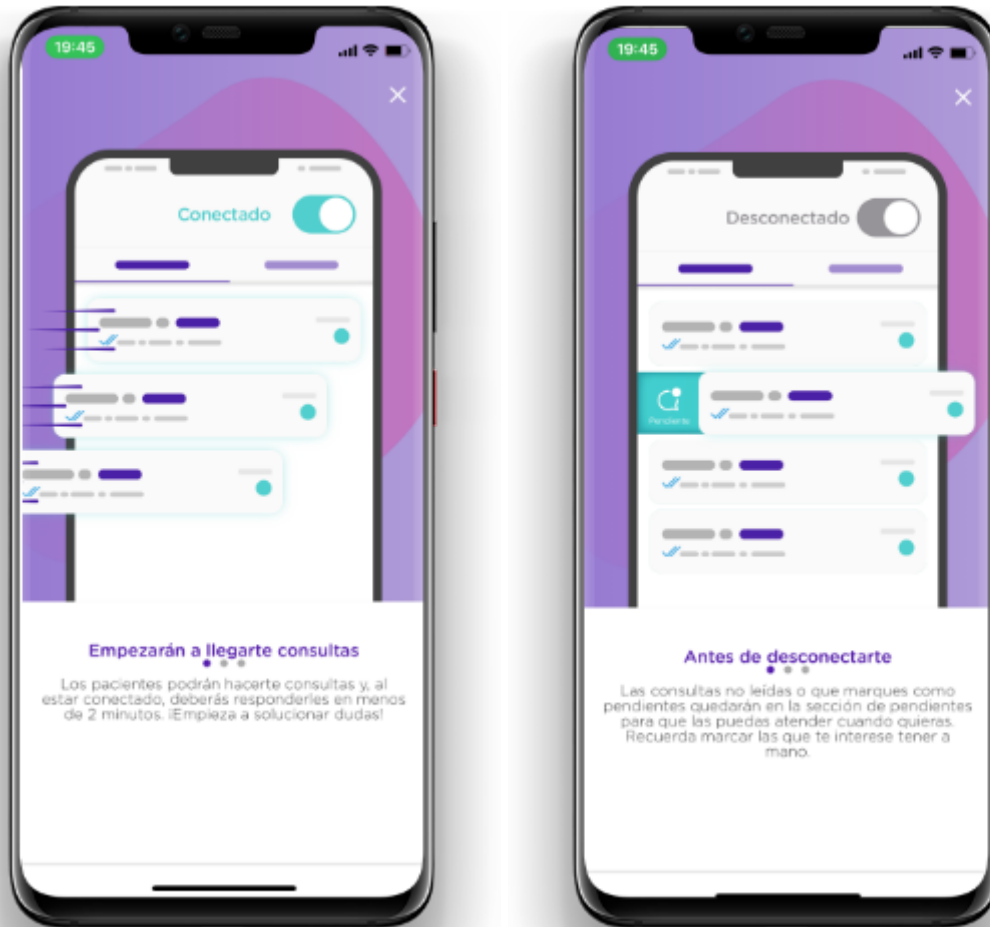 19:45
Conectado
Empezarán a llegarte consultas
Los pacientes podrán hacerte consultas y, al
estar conectado, deberás responderles en menos
de 2 minutos. ¡Empieza a solucionar dudas!
19:45
Desconectado
Pendiente
Antes de desconectarte
Las consultas no leídas o que marques como
pendientes quedarán en la sección de pendientes
para que las puedas atender cuando quieras.
Recuerda marcar las que te interese tener a
mano.